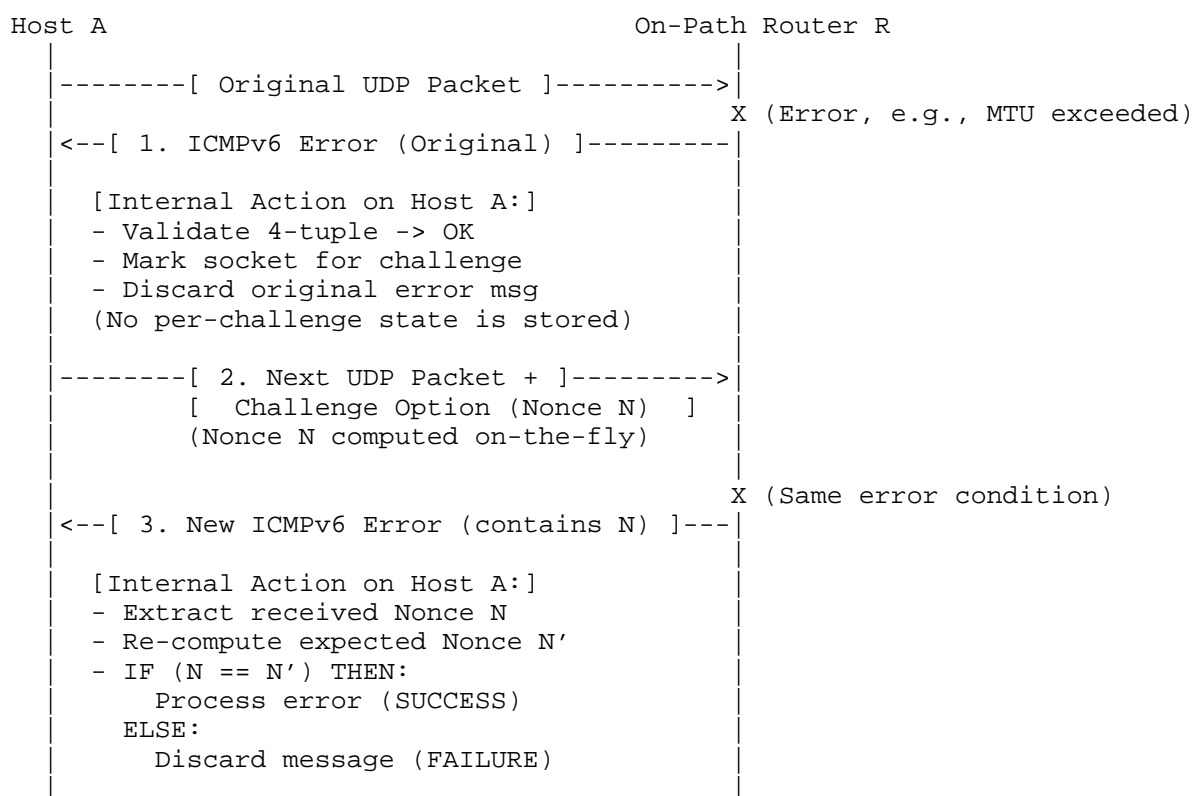 Host A On-Path Router R
--------[ Original UDP Packet ]---------->
X (Error, e.g., MTU exceeded)
<--[ 1. ICMPv6 Error (Original) ]---------
[Internal Action on Host A:]
- Validate 4-tuple -> OK
- Mark socket for challenge
- Discard original error msg
(No per-challenge state is stored)
--------[ 2. Next UDP Packet + ]--------->
[ Challenge Option (Nonce N) ]
(Nonce N computed on-the-fly)
X (Same error condition)
<--[ 3. New ICMPv6 Error (contains N) ]---
[Internal Action on Host A:]
- Extract received Nonce N
- Re-compute expected Nonce N′
- IF (N == N′) THEN:
Process error (SUCCESS)
ELSE:
Discard message (FAILURE)